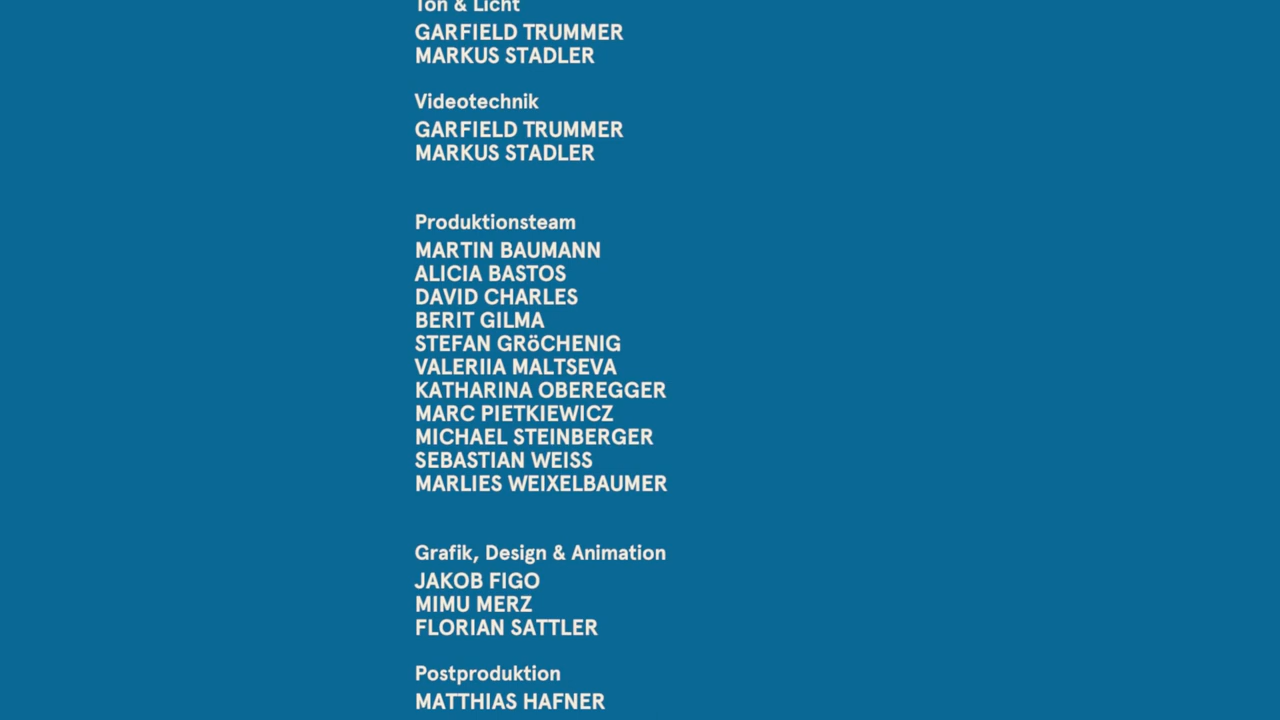 Ton & Licht
GARFIELD TRUMMER
MARKUS STADLER
Videotechnik
GARFIELD TRUMMER
MARKUS STADLER
Produktionsteam
MARTIN BAUMANN
ALICIA BASTOS
DAVID CHARLES
BERIT GILMA
STEFAN GRöCHENIG
VALERIIA MALTSEVA
KATHARINA OBEREGGER
MARC PIETKIEWICZ
MICHAEL STEINBERGER
SEBASTIAN WEISS
MARLIES WEIXELBAUMER
Grafik, Design & Animation
JAKOB FIGO
MIMU MERZ
FLORIAN SATTLER
Postproduktion
MATTHIAS HAFNER